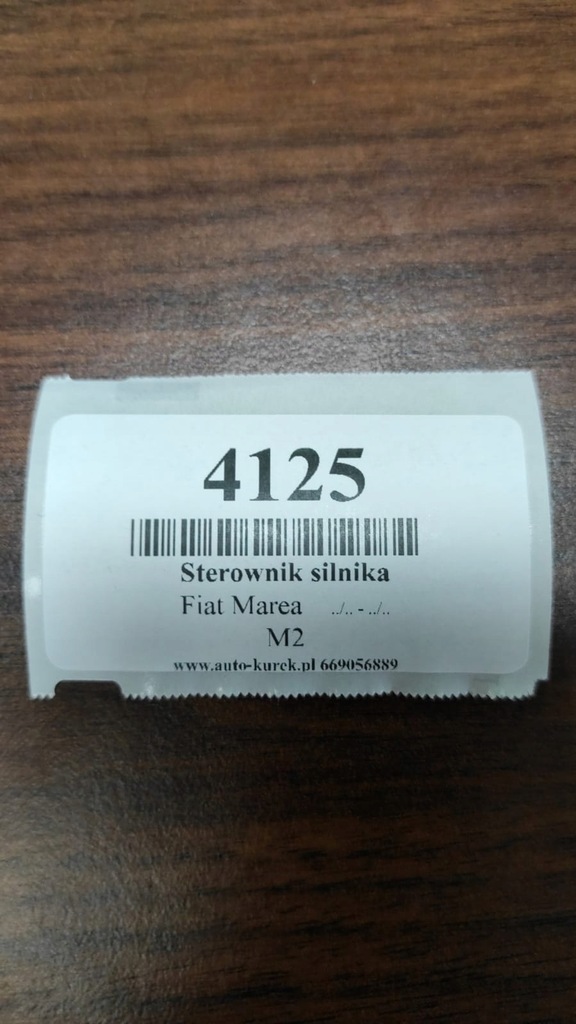 4125
Sterownik silnika
Fiat Marea ../.. - ../..
M2
www.auto-kurek.pl 669056889